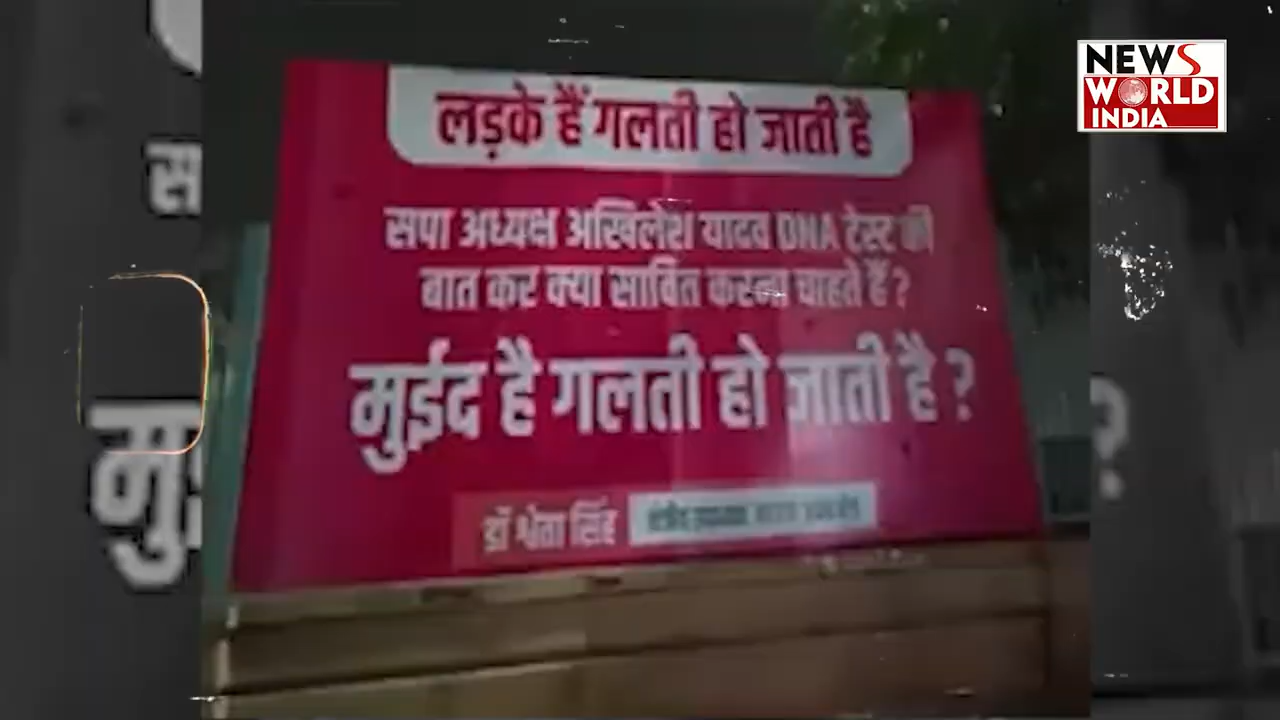 NEWS
WORLD
INDIA
लड़के हैं गलती हो जाती है
सपा अध्यक्ष अखिलेश यादव DNA टेस्ट की
बात कर क्या साबित करना चाहते हैं ?
मुईद है गलती हो जाती है ?
डॉ श्वेता सिंह